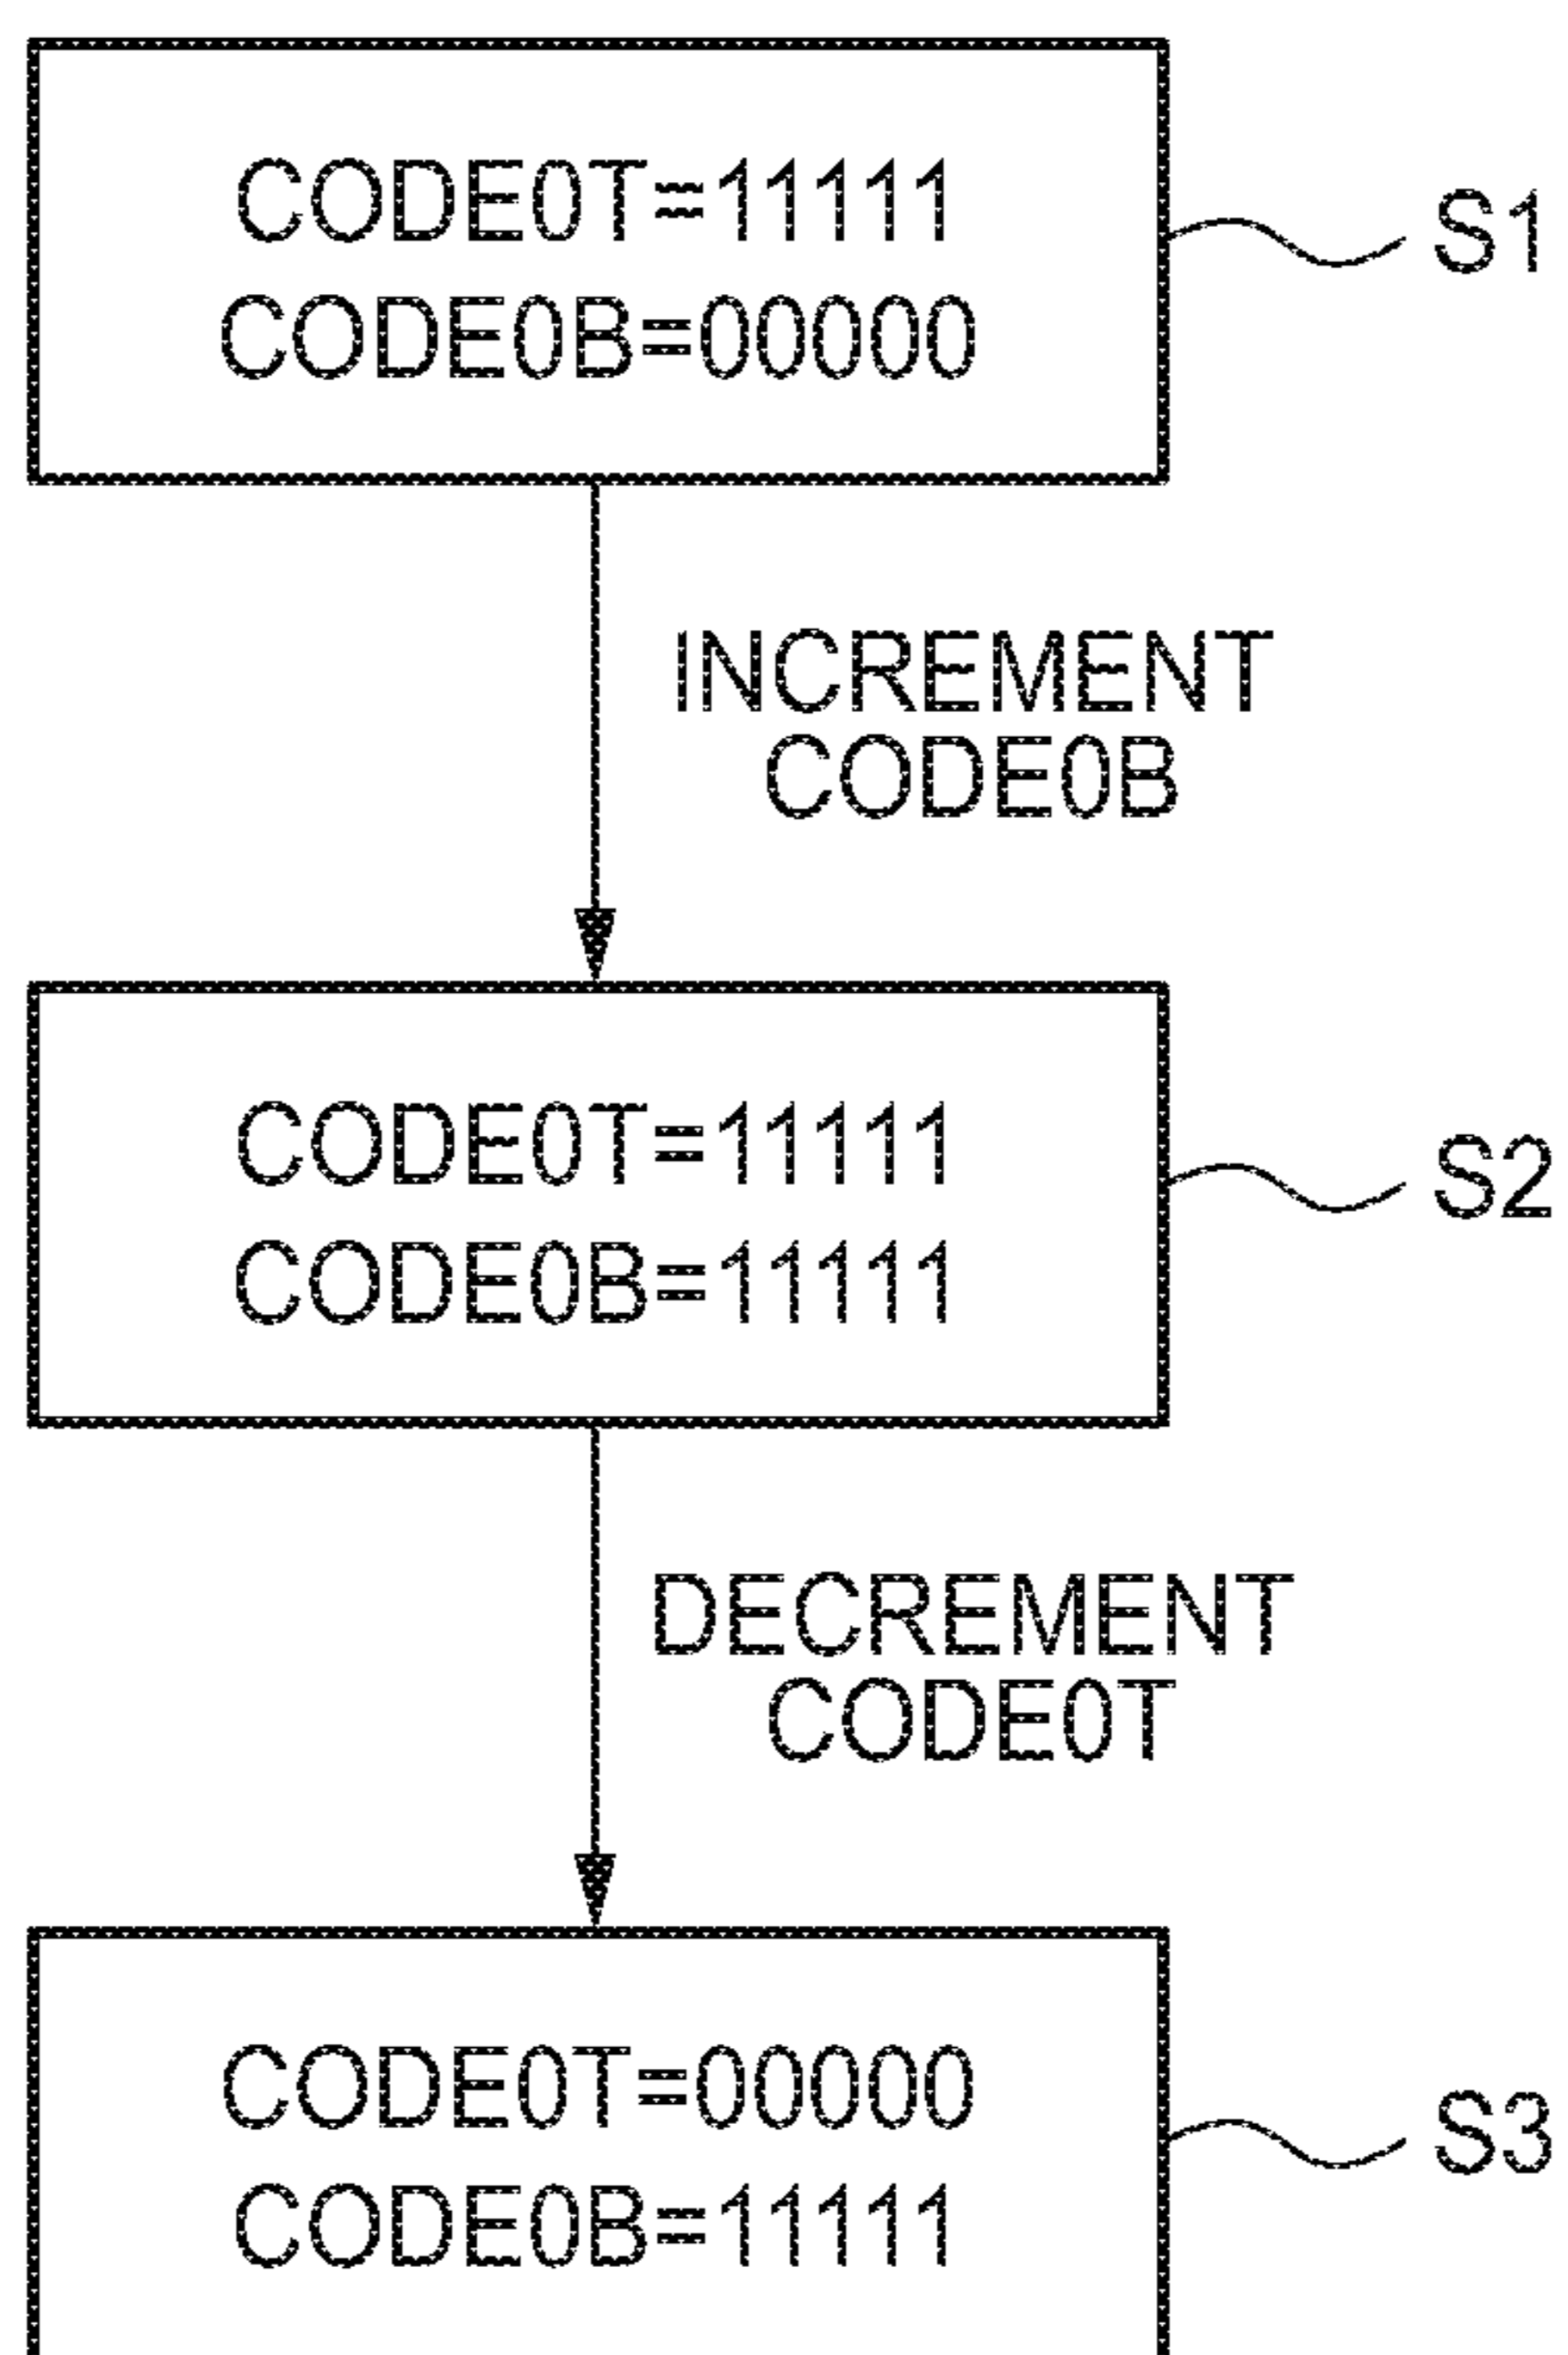 CODE0T=11111
CODE0B=00000
S1
INCREMENT
CODE0B
CODE0T=11111
CODE0B=11111
S2
DECREMENT
CODE0T
CODE0T=00000
CODE0B=11111
S3